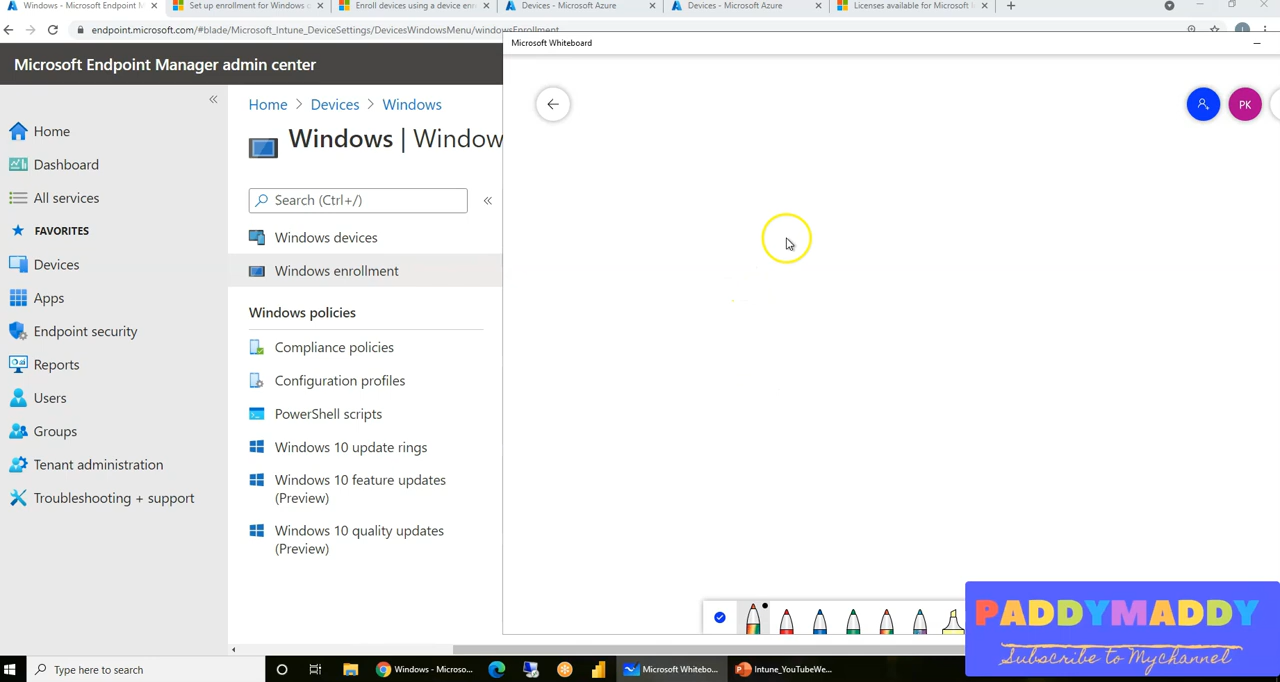 Windows - Microsoft Endpoint M
Set up enrollment for Windows
Enroll devices using a device en
Devices - Microsoft Azure
Devices - Microsoft Azure
Licenses available for Microsoft
endpoint.microsoft.com/#blade/Microsoft_Intune_DeviceSettings/DevicesWindowsMenu/windowsEnrollment
Microsoft Whiteboard
Microsoft Endpoint Manager admin center
Home > Devices > Windows
PK
Windows | Window
Home
Dashboard
All services
FAVORITES
Devices
Apps
Endpoint security
Reports
Users
Groups
Tenant administration
Troubleshooting + support
Search (Ctrl+/)
Windows devices
Windows enrollment
Windows policies
Compliance policies
Configuration profiles
PowerShell scripts
Windows 10 update rings
Windows 10 feature updates
(Preview)
Windows 10 quality updates
(Preview)
PADDYMADDY
Subscribe to Mychannel
Type here to search
Windows - Microso...
Microsoft Whitebo...
Intune_YouTubeWe...